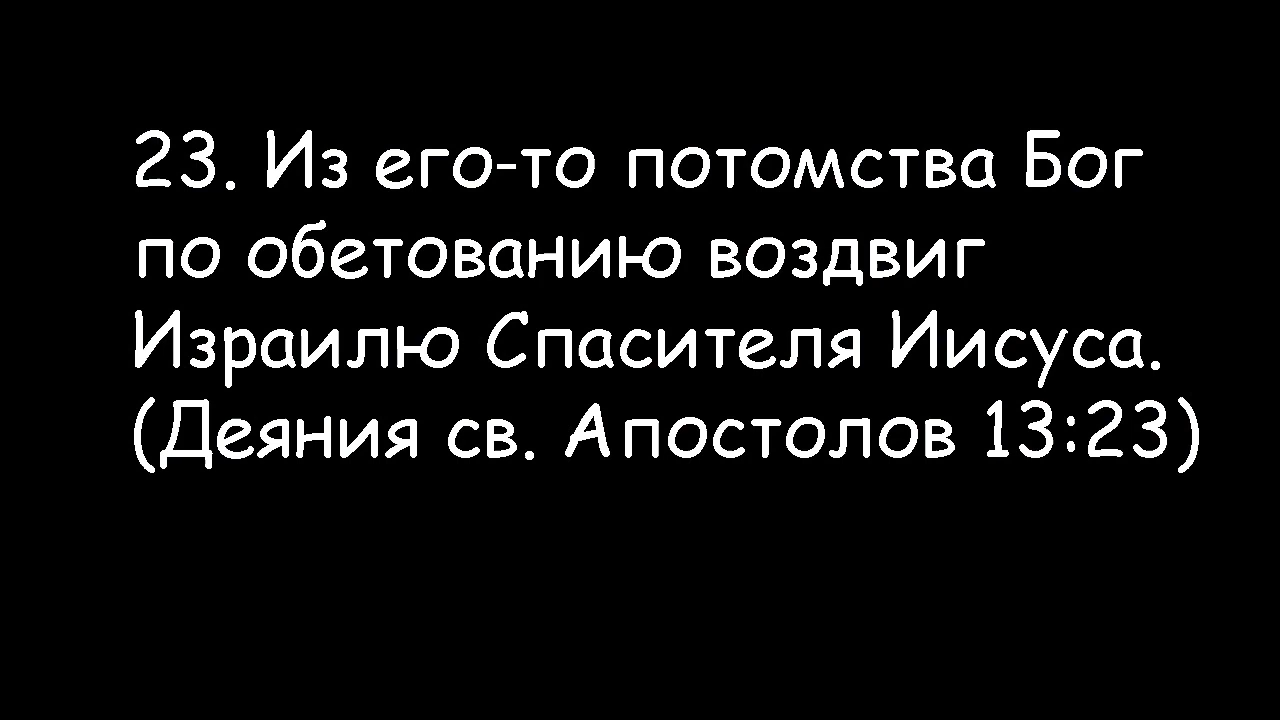 23. Из его-то потомства Бог
по обетованию воздвиг
Израилю Спасителя Иисуса.
(Деяния св. Апостолов 13:23)